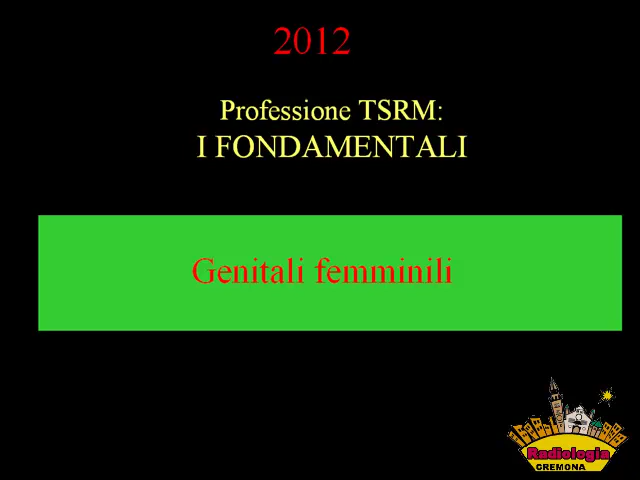 2012
Professione TSRM:
I FONDAMENTALI
Genitali femminili
Radiologia
CREMONA